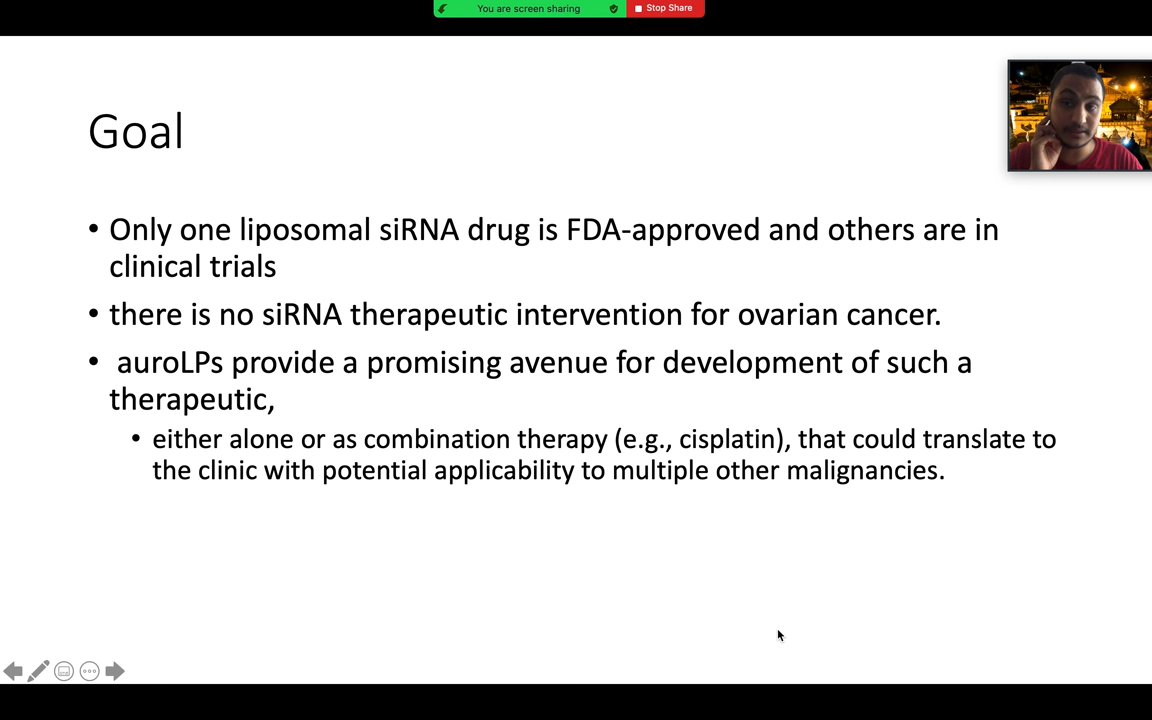 You are screen sharing
Stop Share
Goal
• Only one liposomal siRNA drug is FDA-approved and others are in
clinical trials
• there is no siRNA therapeutic intervention for ovarian cancer.
• auroLPs provide a promising avenue for development of such a
therapeutic,
• either alone or as combination therapy (e.g., cisplatin), that could translate to
the clinic with potential applicability to multiple other malignancies.